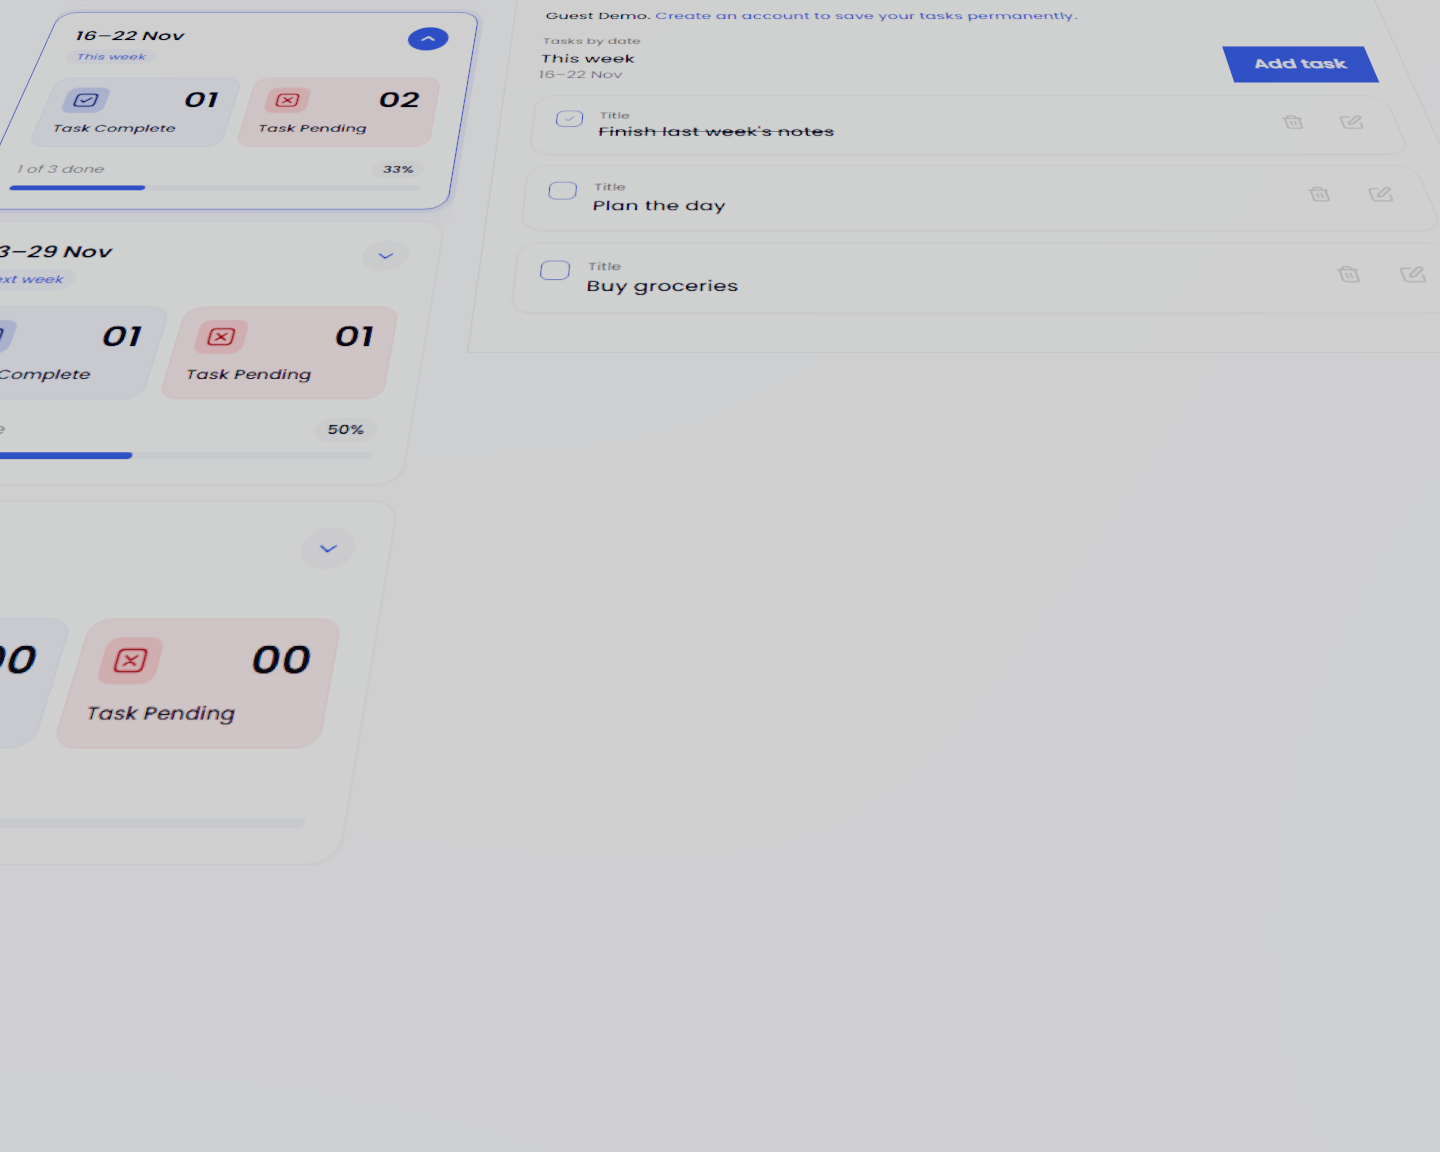 16–22 Nov
This week
01
Task Complete
02
Task Pending
1 of 3 done
33%
3–29 Nov
ext week
01
Complete
01
Task Pending
e
50%
00
00
Task Pending
Guest Demo. Create an account to save your tasks permanently.
Tasks by date
This week
16–22 Nov
Add task
Title
Finish last week's notes
Title
Plan the day
Title
Buy groceries